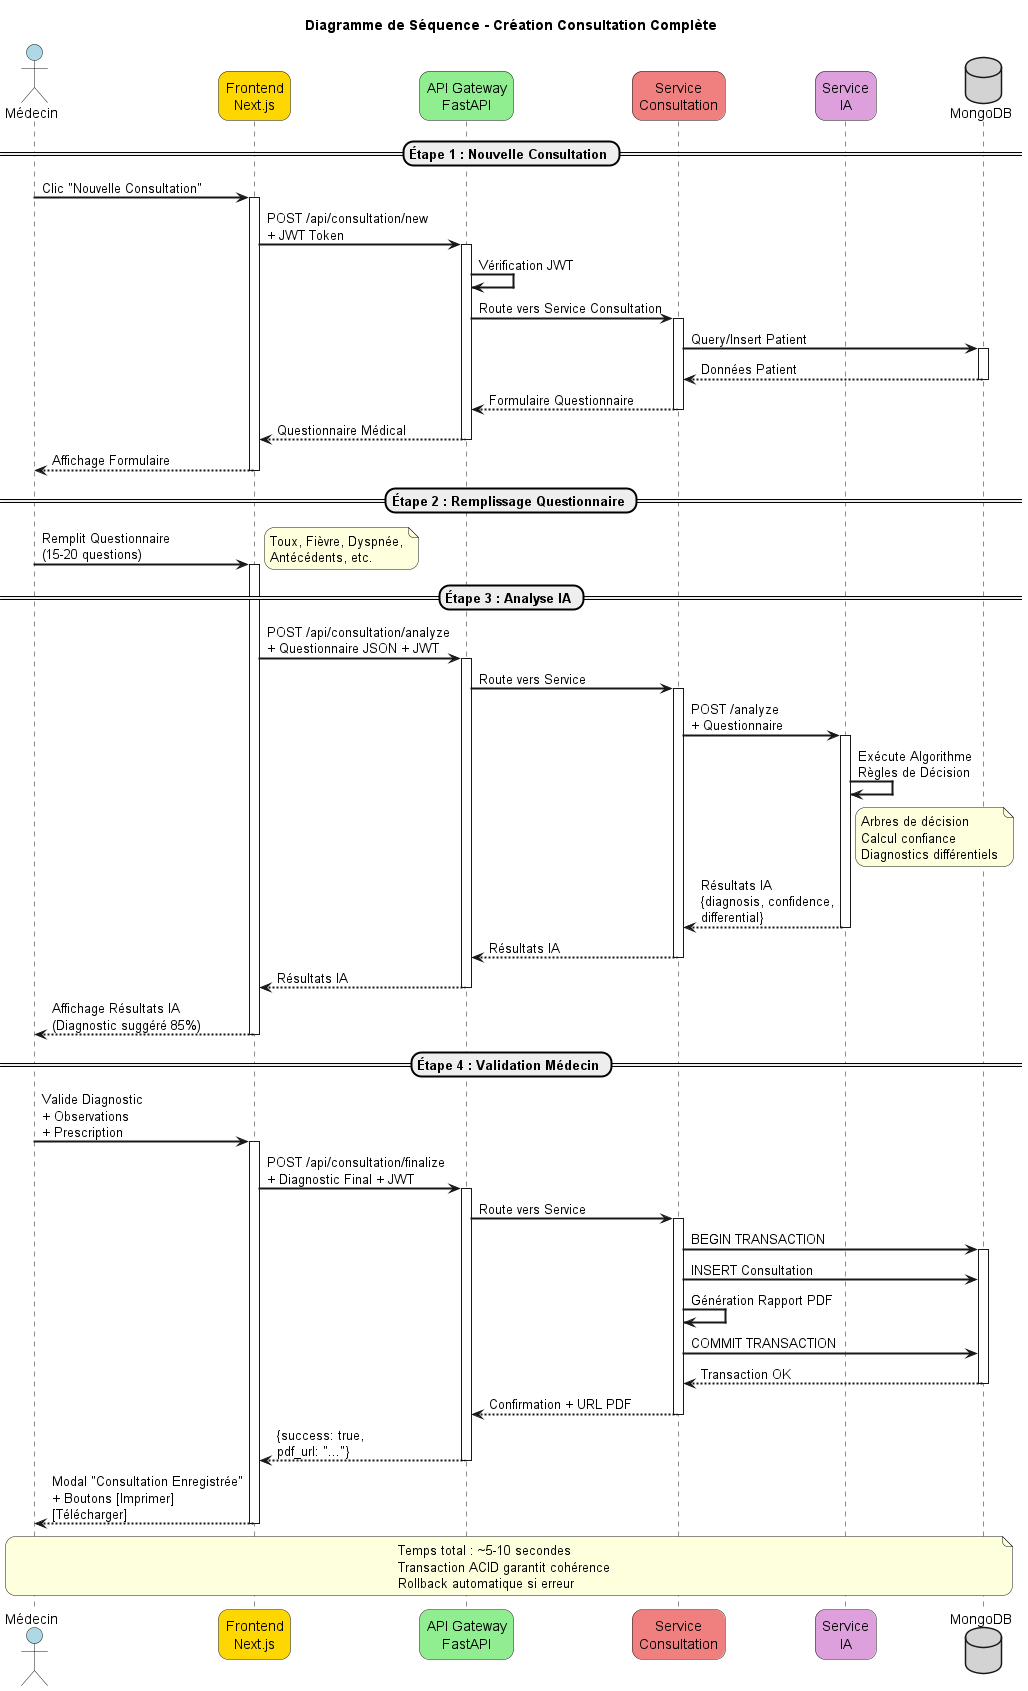 Diagramme de Séquence - Création Consultation Complète
Médecin
Frontend
Next.js
API Gateway
FastAPI
Service
Consultation
Service
IA
MongoDB
Étape 1 : Nouvelle Consultation
Clic "Nouvelle Consultation"
POST /api/consultation/new
+ JWT Token
Vérification JWT
Route vers Service Consultation
Query/Insert Patient
Données Patient
Formulaire Questionnaire
Questionnaire Médical
Affichage Formulaire
Étape 2 : Remplissage Questionnaire
Remplit Questionnaire
(15-20 questions)
Toux, Fièvre, Dyspnée,
Antécédents, etc.
Étape 3 : Analyse IA
POST /api/consultation/analyze
+ Questionnaire JSON + JWT
Route vers Service
POST /analyze
+ Questionnaire
Exécute Algorithme
Règles de Décision
Arbres de décision
Calcul confiance
Diagnostics différentiels
Résultats IA
{diagnosis, confidence,
differential}
Résultats IA
Résultats IA
Affichage Résultats IA
(Diagnostic suggéré 85%)
Étape 4 : Validation Médecin
Valide Diagnostic
+ Observations
+ Prescription
POST /api/consultation/finalize
+ Diagnostic Final + JWT
Route vers Service
BEGIN TRANSACTION
INSERT Consultation
Génération Rapport PDF
COMMIT TRANSACTION
Transaction OK
Confirmation + URL PDF
{success: true,
pdf_url: "..."}
Modal "Consultation Enregistrée"
+ Boutons [Imprimer]
[Télécharger]
Temps total : ~5-10 secondes
Transaction ACID garantit cohérence
Rollback automatique si erreur
Médecin
Frontend
Next.js
API Gateway
FastAPI
Service
Consultation
Service
IA
MongoDB